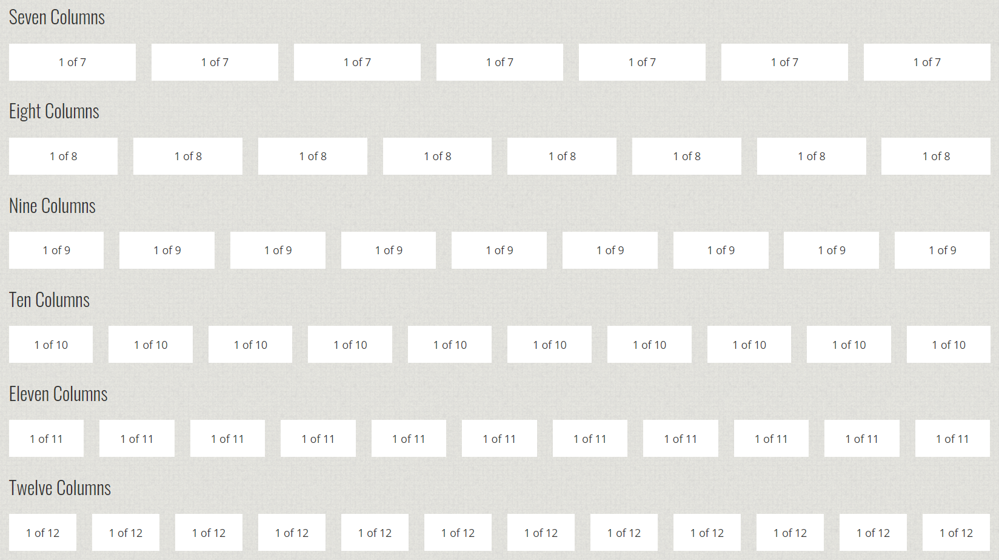 Seven Columns
1 of 7 1 of 7 1 of 7 1 of 7 1 of 7 1 of 7 1 of 7
Eight Columns
1 of 8 1 of 8 1 of 8 1 of 8 1 of 8 1 of 8 1 of 8 1 of 8
Nine Columns
1 of 9 1 of 9 1 of 9 1 of 9 1 of 9 1 of 9 1 of 9 1 of 9 1 of 9
Ten Columns
1 of 10 1 of 10 1 of 10 1 of 10 1 of 10 1 of 10 1 of 10 1 of 10 1 of 10 1 of 10
Eleven Columns
1 of 11 1 of 11 1 of 11 1 of 11 1 of 11 1 of 11 1 of 11 1 of 11 1 of 11 1 of 11 1 of 11
Twelve Columns
1 of 12 1 of 12 1 of 12 1 of 12 1 of 12 1 of 12 1 of 12 1 of 12 1 of 12 1 of 12 1 of 12 1 of 12